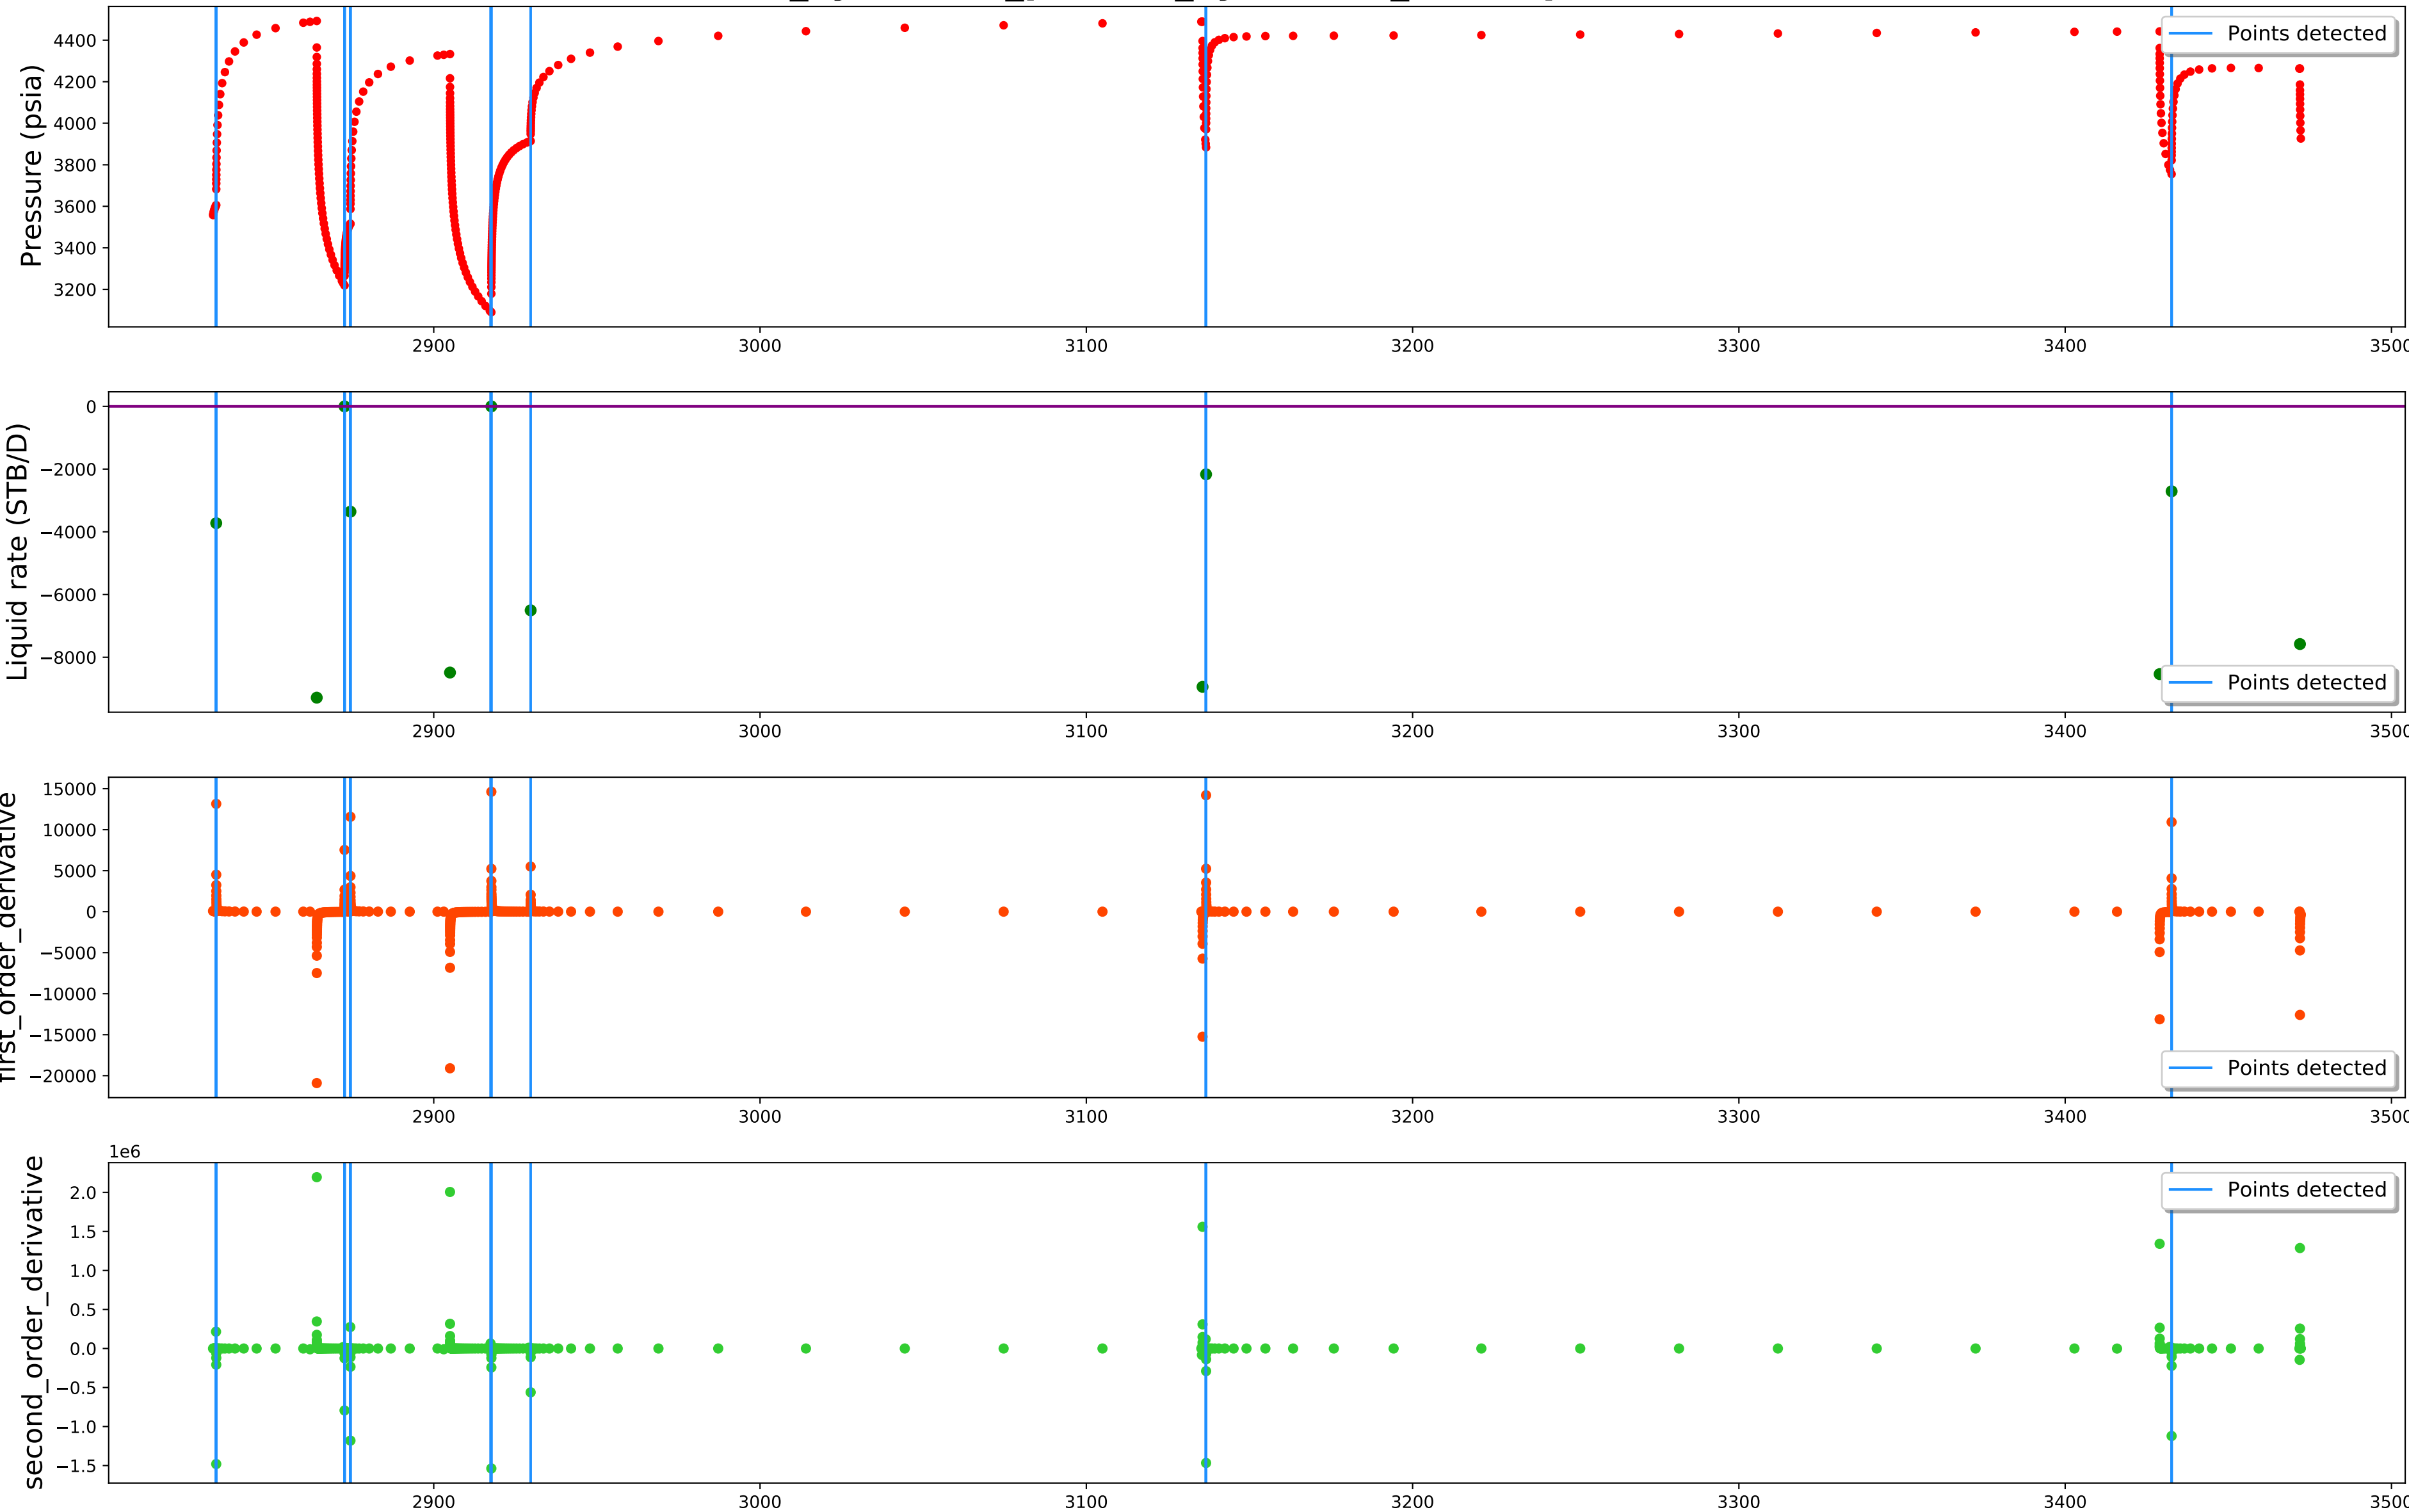 Pressure (psia)
4400
4200
4000
3800
3600
3400
3200
Points detected
2900 3000 3100 3200 3300 3400 3500
Liquid rate (STB/D)
0
−2000
−4000
−6000
−8000
Points detected
2900 3000 3100 3200 3300 3400 3500
first_order_derivative
15000
10000
5000
0
−5000
−10000
−15000
−20000
Points detected
2900 3000 3100 3200 3300 3400 3500
second_order_derivative
1e6
2.0
1.5
1.0
0.5
0.0
−0.5
−1.0
−1.5
Points detected
2900 3000 3100 3200 3300 3400 3500